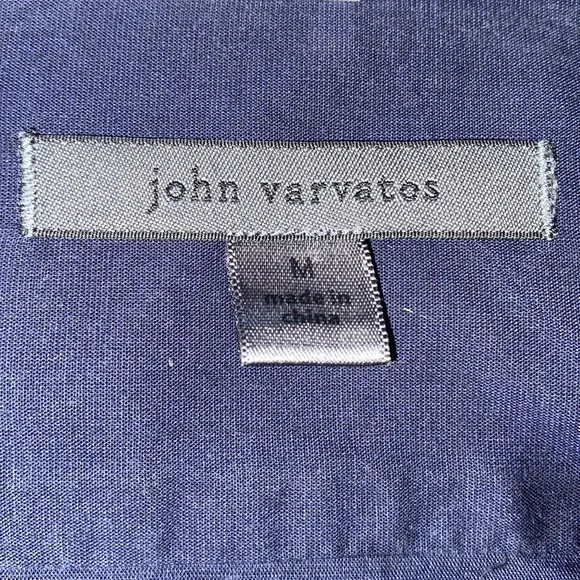 john varvatos
M
made in
china